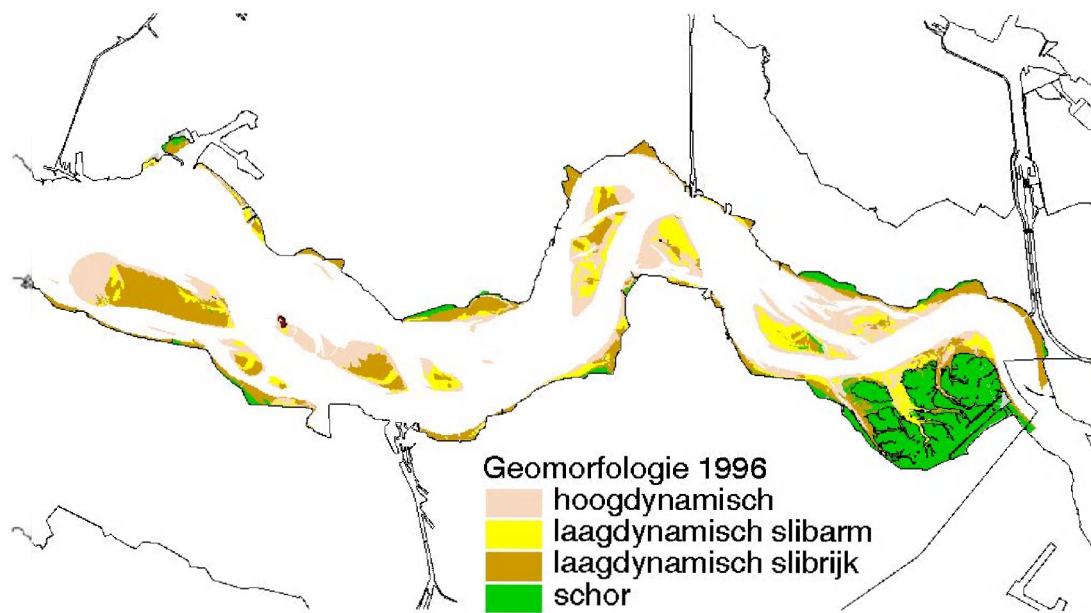 Geomorfologie 1996
hoogdynamisch
laagdynamisch slibarm
laagdynamisch slibrijk
schor